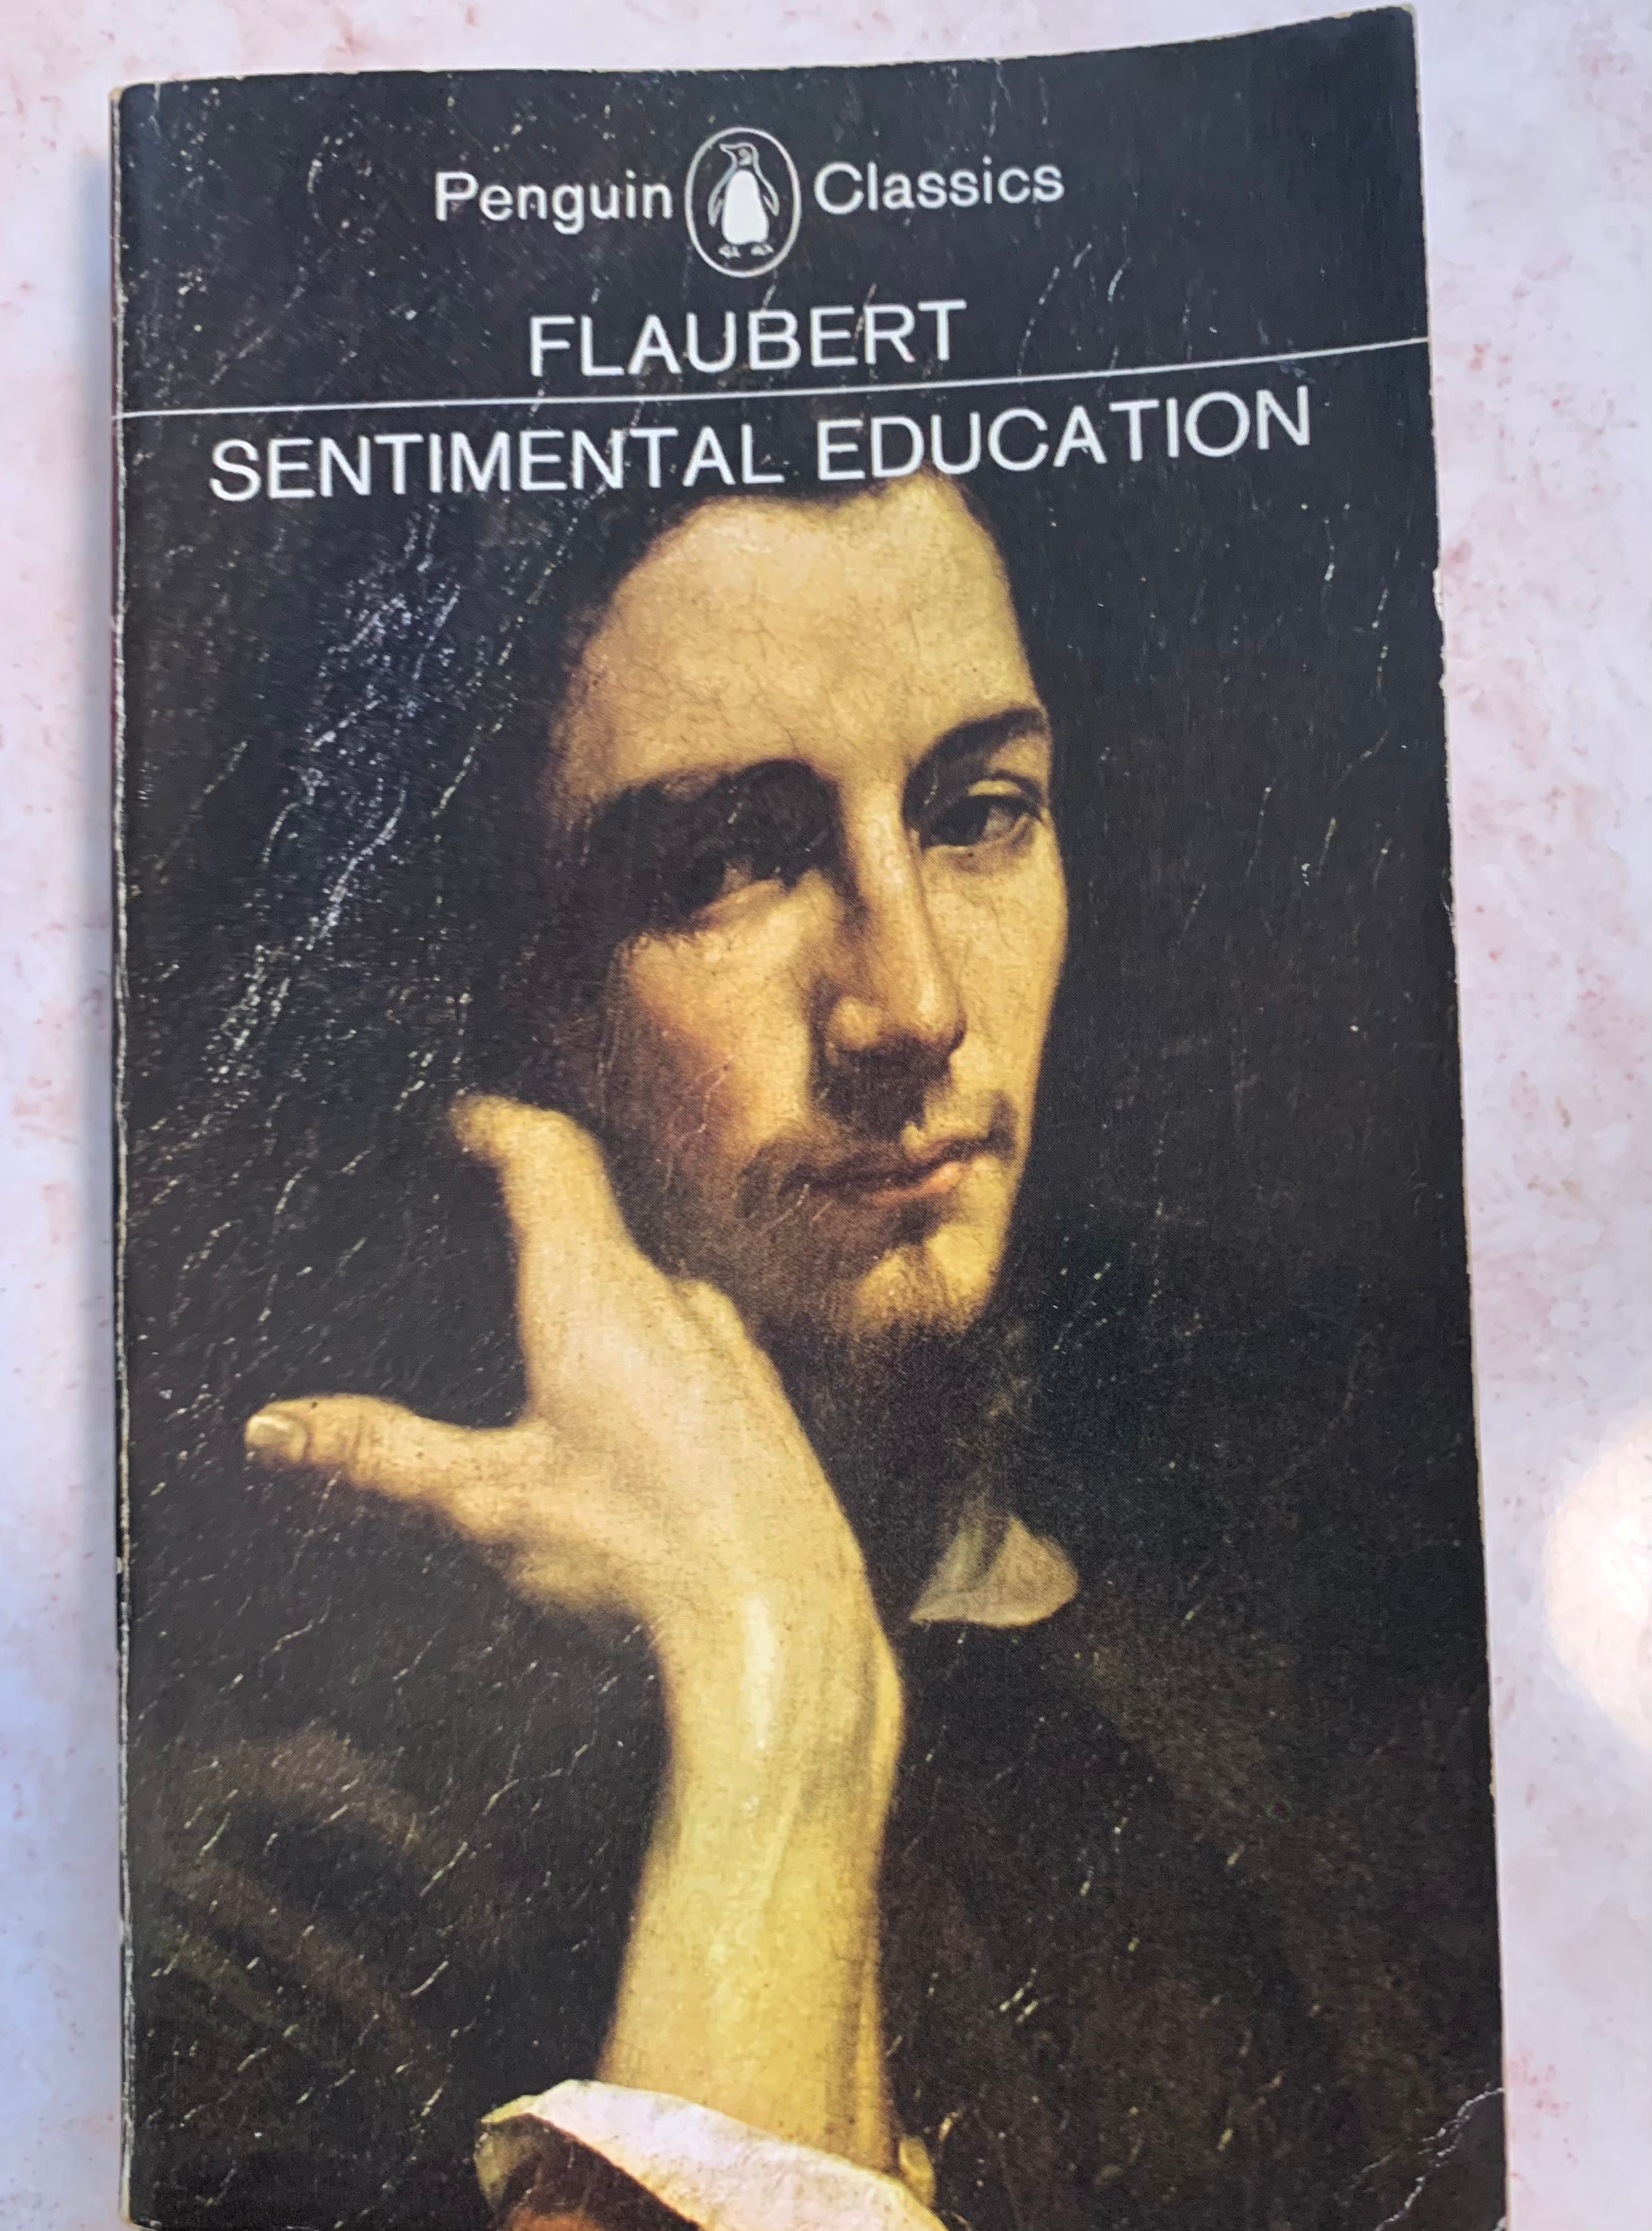 Penguin Classics
FLAUBERT
SENTIMENTAL EDUCATION